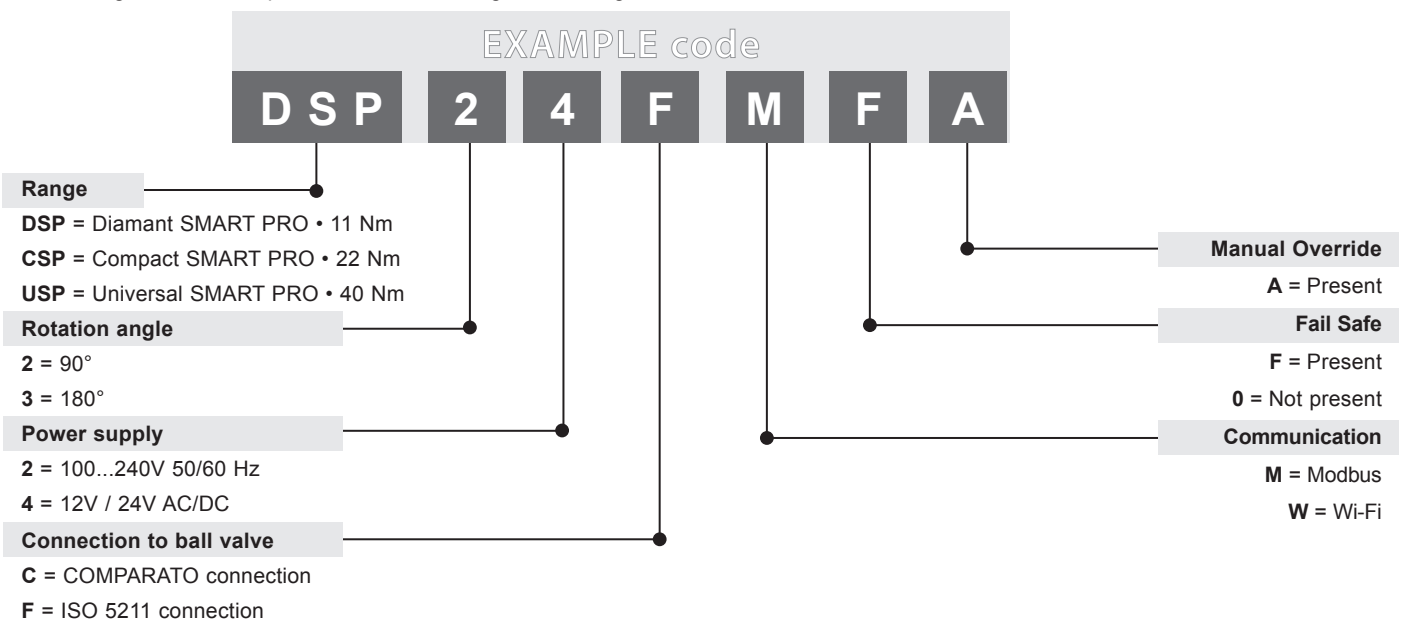 EXAMPLE code
D S P 2 4 F M F A
Range
DSP = Diamant SMART PRO • 11 Nm
CSP = Compact SMART PRO • 22 Nm
USP = Universal SMART PRO • 40 Nm
Rotation angle
2 = 90°
3 = 180°
Power supply
2 = 100...240V 50/60 Hz
4 = 12V / 24V AC/DC
Connection to ball valve
C = COMPARATO connection
F = ISO 5211 connection
Manual Override
A = Present
Fail Safe
F = Present
0 = Not present
Communication
M = Modbus
W = Wi-Fi